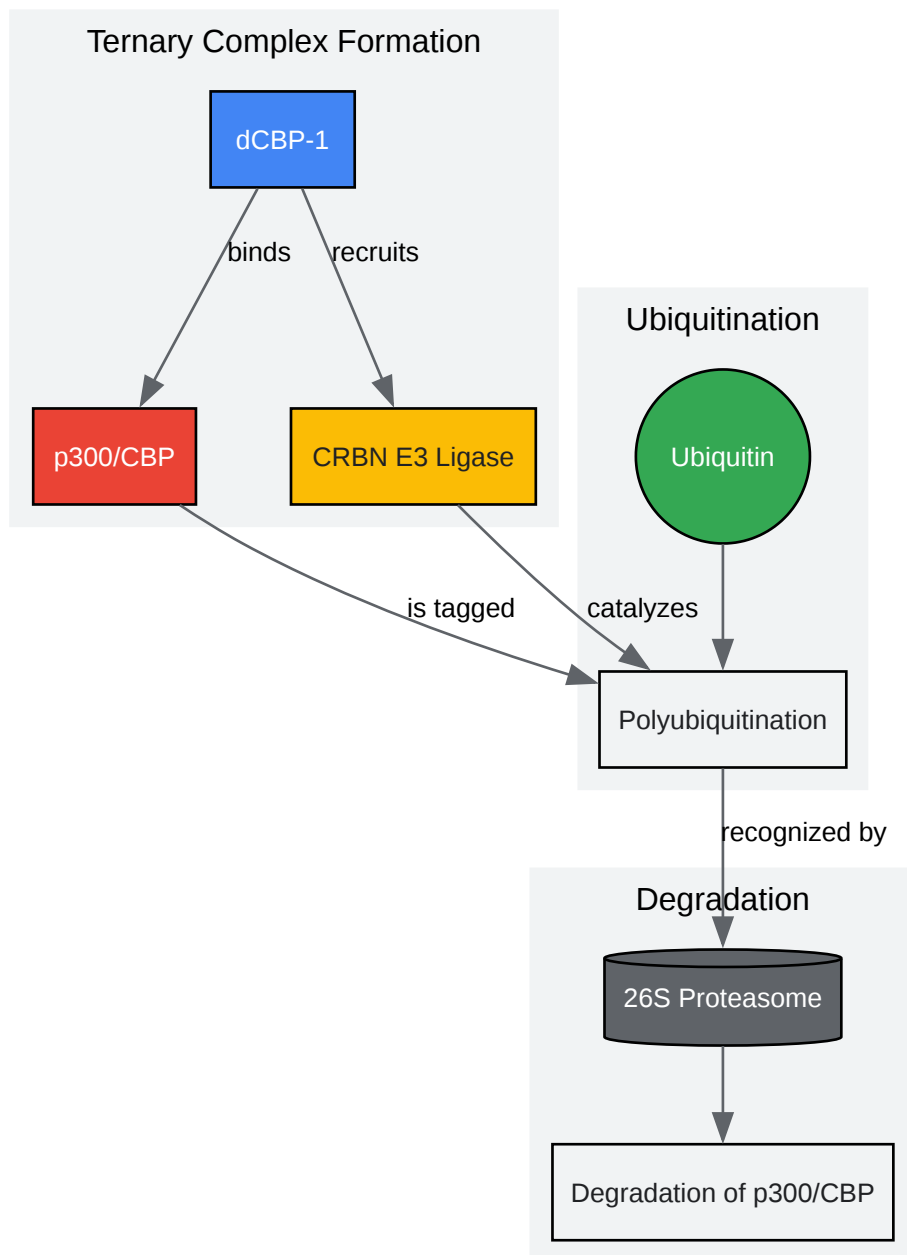 Ternary Complex Formation
dCBP-1
binds
recruits
p300/CBP
CRBN E3 Ligase
Ubiquitination
Ubiquitin
is tagged
catalyzes
Polyubiquitination
recognized by
Degradation
26S Proteasome
Degradation of p300/CBP